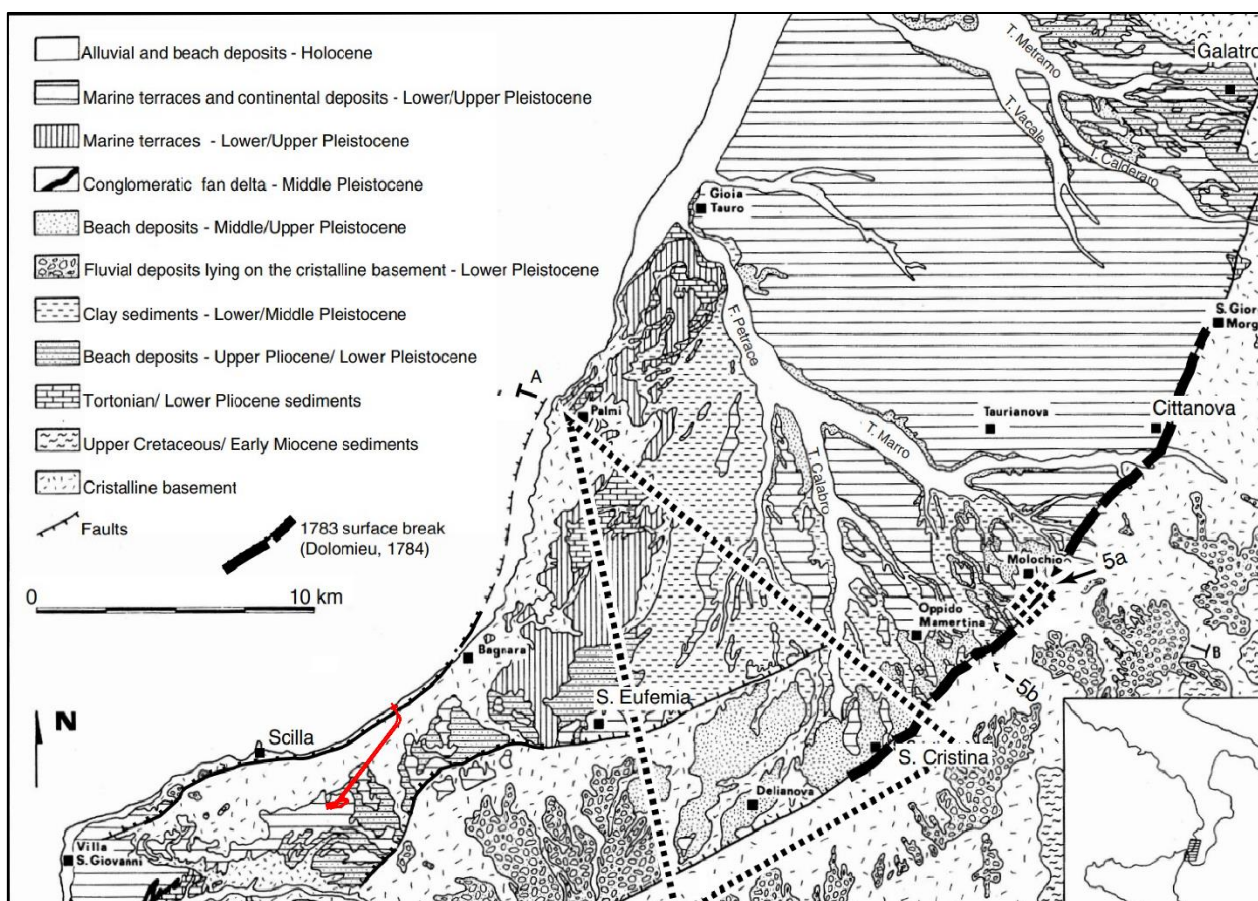 Alluvial and beach deposits - Holocene
Marine terraces and continental deposits - Lower/Upper Pleistocene
Marine terraces - Lower/Upper Pleistocene
Conglomeratic fan delta - Middle Pleistocene
Beach deposits - Middle/Upper Pleistocene
Fluvial deposits lying on the cristalline basement - Lower Pleistocene
Clay sediments - Lower/Middle Pleistocene
Beach deposits - Upper Pliocene/ Lower Pleistocene
Tortonian/ Lower Pliocene sediments
Upper Cretaceous/ Early Miocene sediments
Cristalline basement
Faults
1783 surface break
(Dolomieu, 1784)
0
10 km
N
T. Metramo
Galatro
T. Vacale
T. Calderaro
Gioia
Tauro
F. Petrace
S. Gior
Morg
A
Palmi
Taurianova
Cittanova
T. Marro
T. Calabro
Molochio
5a
Oppido
Mamertina
B
5b
Bagnara
S. Eufemia
Scilla
S. Cristina
Delianova
Villa
S. Giovanni